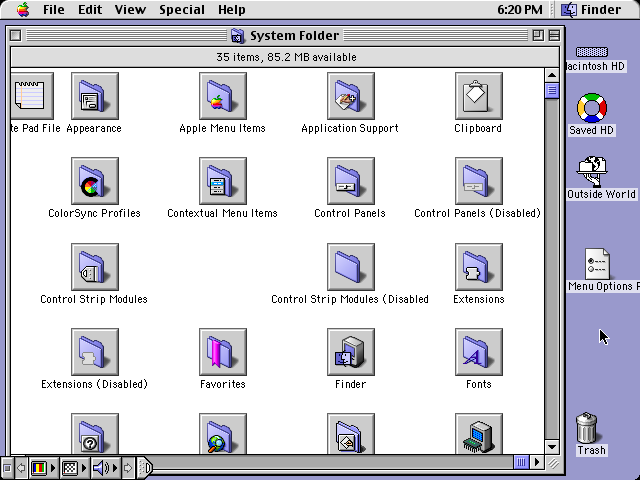 File Edit View Special Help 6:20 PM Finder
System Folder
35 items, 85.2 MB available
te Pad File Appearance Apple Menu Items Application Support Clipboard
ColorSync Profiles Contextual Menu Items Control Panels Control Panels (Disabled)
Control Strip Modules Control Strip Modules (Disabled Extensions
Extensions (Disabled) Favorites Finder Fonts
acintosh HD
Saved HD
Outside World
Menu Options P
Trash